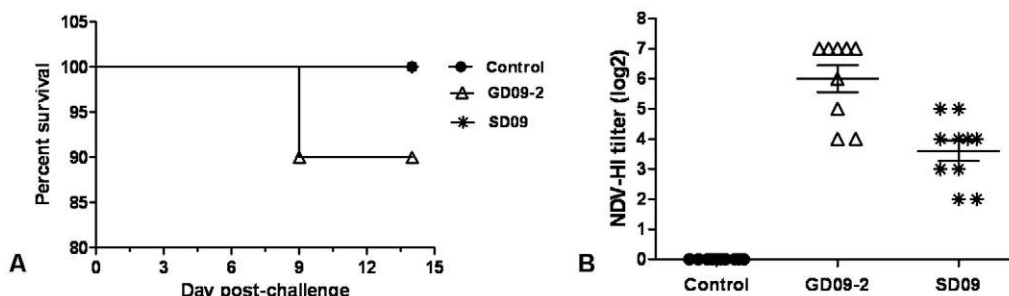 105
100
95
90
85
80
Percent survival
0 3 6 9 12 15
Day post-challenge
Control
GD09-2
SD09
A
8
7
6
5
4
3
2
1
0
NDV-HI tilter (log2)
Control GD09-2 SD09
B